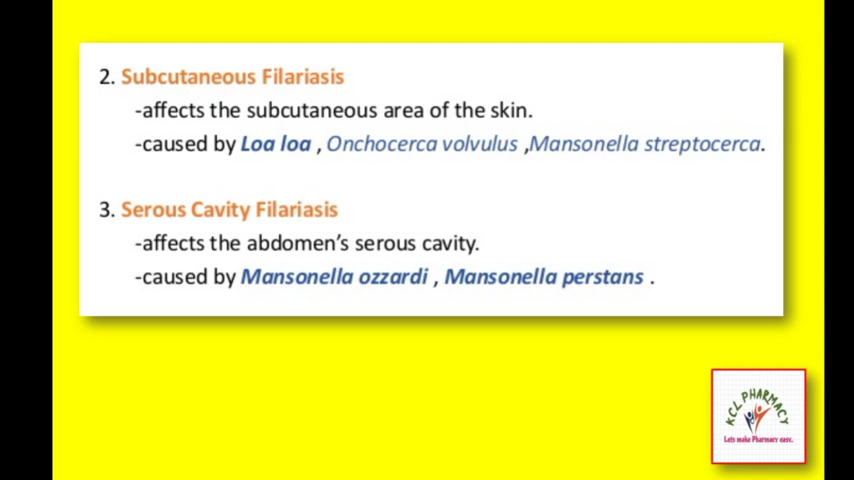 2. Subcutaneous Filariasis
-affects the subcutaneous area of the skin.
-caused by Loa loa , Onchocerca volvulus ,Mansonella streptocerca.
3. Serous Cavity Filariasis
-affects the abdomen's serous cavity.
-caused by Mansonella ozzardi , Mansonella perstans .
KCL PHARMACY
Lets make Pharmacy easy.